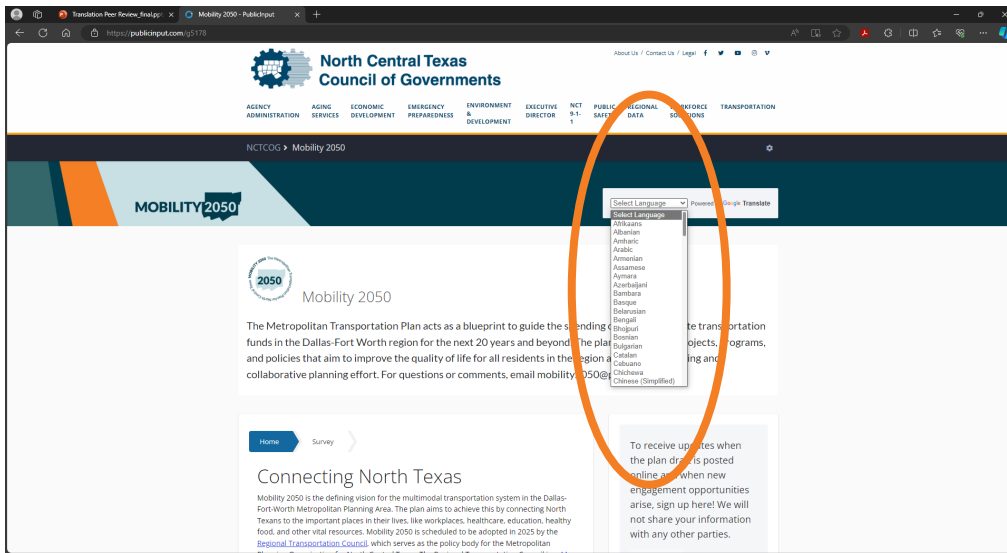 Translation Peer Review_final.ppt
Mobility 2050 - PublicInput
https://publicinput.com/g5178
North Central Texas
Council of Governments
About Us / Contact Us / Legal
AGENCY
ADMINISTRATION
AGING
SERVICES
ECONOMIC
DEVELOPMENT
EMERGENCY
PREPAREDNESS
ENVIRONMENT
&
DEVELOPMENT
EXECUTIVE
DIRECTOR
NCT
9-1-
1
PUBLIC
REGIONAL
DATA
TRANSPORTATION
NCTCOG > Mobility 2050
MOBILITY 2050
Select Language
Powered Google Translate
Select Language
Afrikaans
Albanian
Amharic
Arabic
Armenian
Assamese
Aymara
Azerbaijani
Bambara
Basque
Belarusian
Bengali
Bhojpuri
Bosnian
Bulgarian
Catalan
Cebuano
Chichewa
Chinese (Simplified)
2050
Mobility 2050
The Metropolitan Transportation Plan acts as a blueprint to guide the spending transportation
funds in the Dallas-Fort Worth region for the next 20 years and beyond. The plan programs,
and policies that aim to improve the quality of life for all residents in the region and
collaborative planning effort. For questions or comments, email
Home
Survey
Connecting North Texas
Mobility 2050 is the defining vision for the multimodal transportation system in the Dallas-
Fort-Worth Metropolitan Planning Area. The plan aims to achieve this by connecting North
Texans to the important places in their lives, like workplaces, healthcare, education, healthy
food, and other vital resources. Mobility 2050 is scheduled to be adopted in 2025 by the
Regional Transportation Council, which serves as the policy body for the Metropolitan
To receive updates when
the plan draft is posted
online and when new
engagement opportunities
arise, sign up here! We will
not share your information
with any other parties.